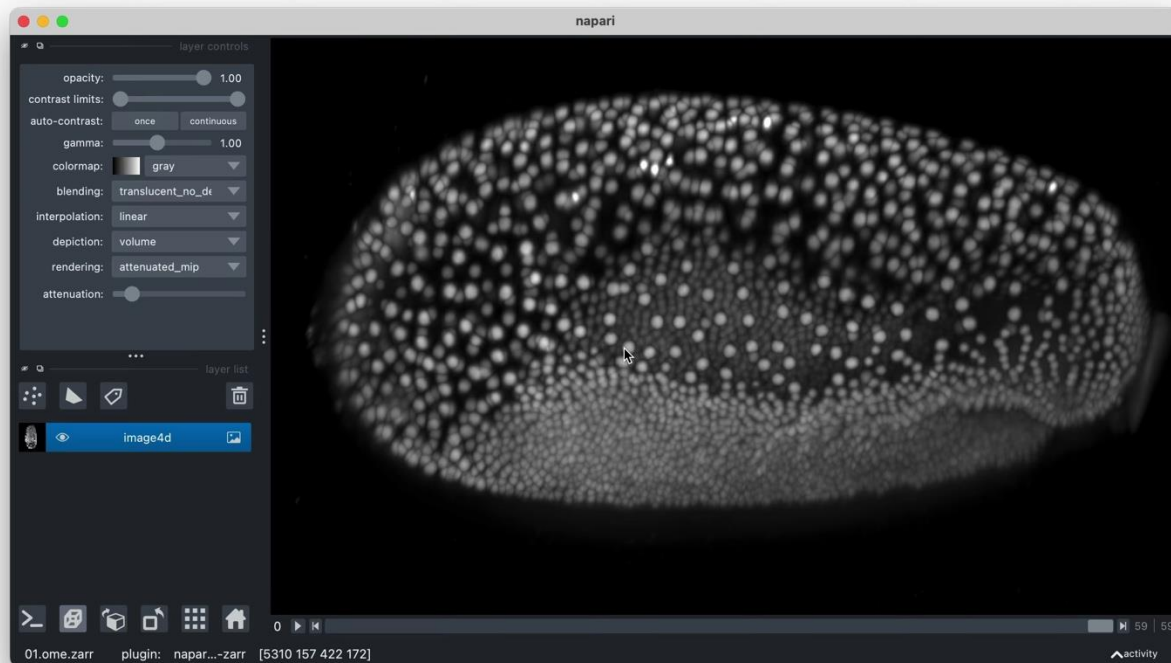 napari
layer controls
opacity: 1.00
contrast limits:
auto-contrast: once continuous
gamma: 1.00
colormap: gray
blending: translucent_no_de
interpolation: linear
depiction: volume
rendering: attenuated_mip
attenuation:
layer list
image4d
0 59 59
01.ome.zarr plugin: napar...-zarr [5310 157 422 172] activity